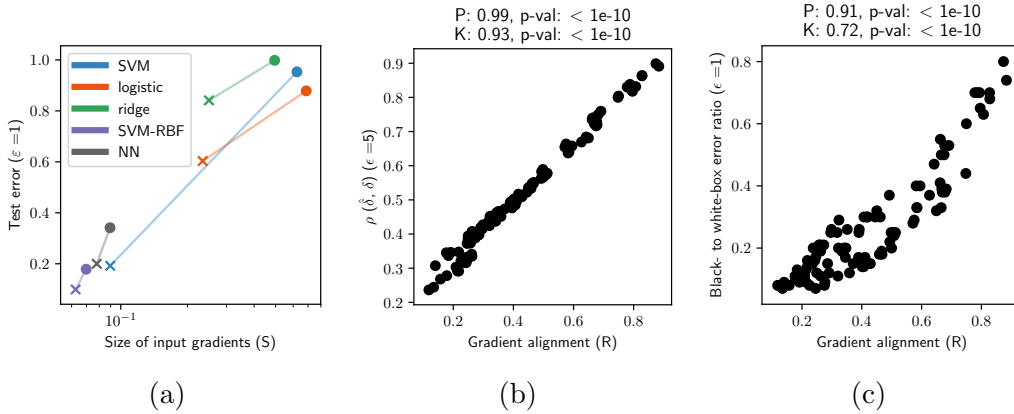 P: 0.99, p-val: < 1e-10
K: 0.93, p-val: < 1e-10
P: 0.91, p-val: < 1e-10
K: 0.72, p-val: < 1e-10
Test error (ε =1)
1.0
0.8
0.6
0.4
0.2
SVM
logistic
ridge
SVM-RBF
NN
10⁻¹
Size of input gradients (S)
ρ (δ̂, δ) (ϵ =5)
0.9
0.8
0.7
0.6
0.5
0.4
0.3
0.2
0.2
0.4
0.6
0.8
Gradient alignment (R)
Black- to white-box error ratio (ϵ =1)
0.8
0.6
0.4
0.2
0.2
0.4
0.6
0.8
Gradient alignment (R)
(a)
(b)
(c)